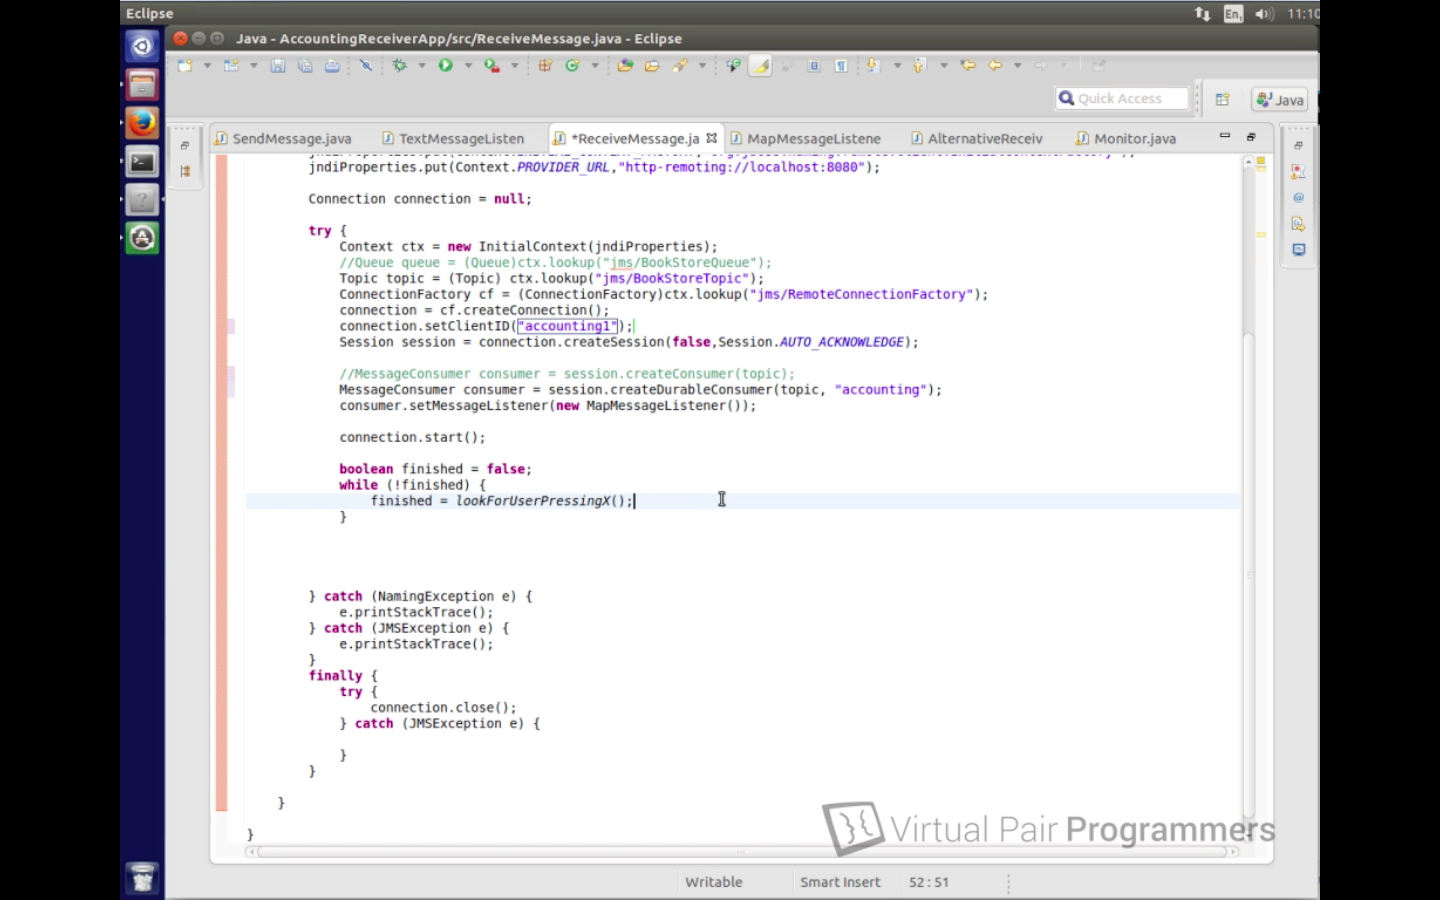 Eclipse
En
11:10
Java - AccountingReceiverApp/src/ReceiveMessage.java - Eclipse
Quick Access
Java
SendMessage.java
TextMessageListen
*ReceiveMessage.ja
MapMessageListene
AlternativeReceiv
Monitor.java
jndiProperties.put(Context.PROVIDER_URL,"http-remoting://localhost:8080");
Connection connection = null;
try {
Context ctx = new InitialContext(jndiProperties);
//Queue queue = (Queue)ctx.lookup("jms/BookStoreQueue");
Topic topic = (Topic) ctx.lookup("jms/BookStoreTopic");
ConnectionFactory cf = (ConnectionFactory)ctx.lookup("jms/RemoteConnectionFactory");
connection = cf.createConnection();
connection.setClientID("accounting1");
Session session = connection.createSession(false,Session.AUTO_ACKNOWLEDGE);
//MessageConsumer consumer = session.createConsumer(topic);
MessageConsumer consumer = session.createDurableConsumer(topic, "accounting");
consumer.setMessageListener(new MapMessageListener());
connection.start();
boolean finished = false;
while (!finished) {
finished = lookForUserPressingX();
}
} catch (NamingException e) {
e.printStackTrace();
} catch (JMSException e) {
e.printStackTrace();
}
finally {
try {
connection.close();
} catch (JMSException e) {
}
}
}
}
Virtual Pair Programmers
Writable
Smart Insert
52:51